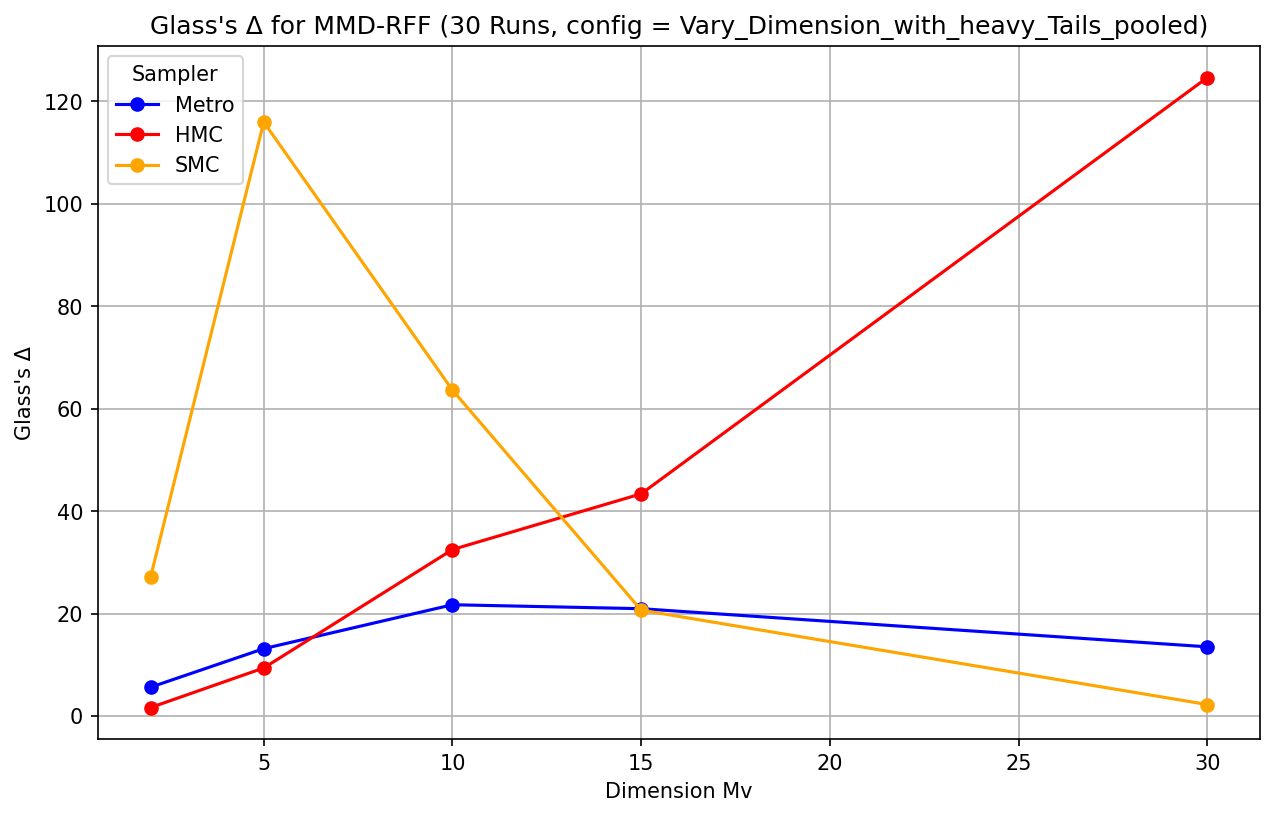 Glass's Δ for MMD-RFF (30 Runs, config = Vary_Dimension_with_heavy_Tails_pooled)
Sampler
Metro
HMC
SMC
Glass's Δ
120
100
80
60
40
20
0
5 10 15 20 25 30
Dimension Mv